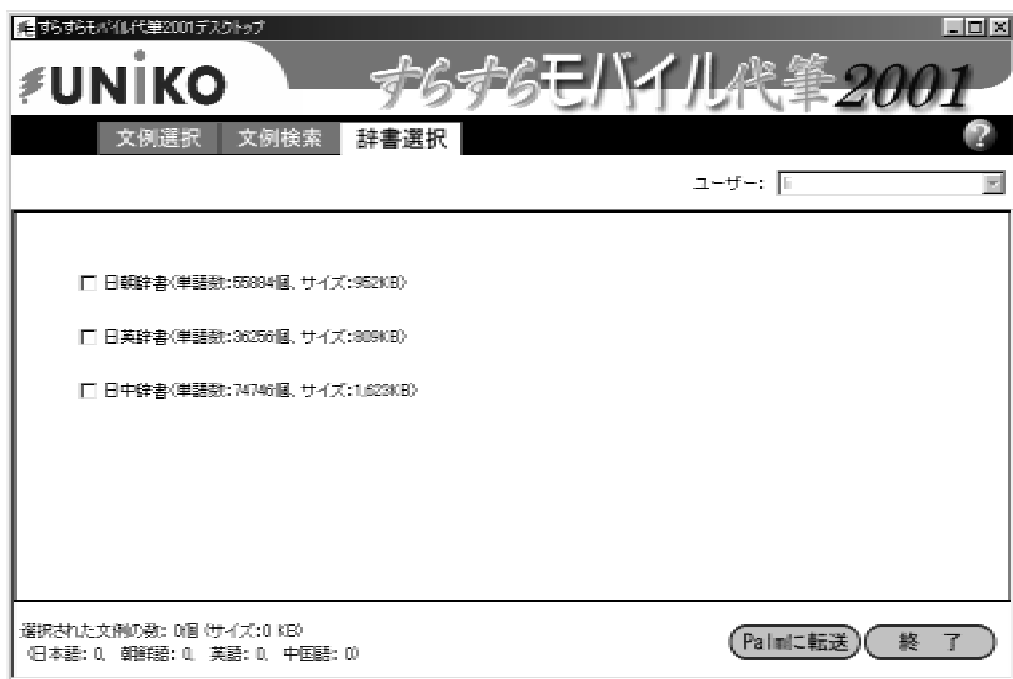 すらすらモバイル代筆2001デスクトップ
UNiKO すらすらモバイル代筆2001
文例選択 文例検索 辞書選択 ?
ユーザー:
日朝辞書(単語数:55894個、サイズ:952KB)
日英辞書(単語数:36256個、サイズ:809KB)
日中辞書(単語数:74746個、サイズ:1,623KB)
選択された文例の数: 0個 (サイズ:0 KB)
(日本語: 0, 朝鮮語: 0, 英語: 0, 中国語: 0)
Palmに転送 終 了